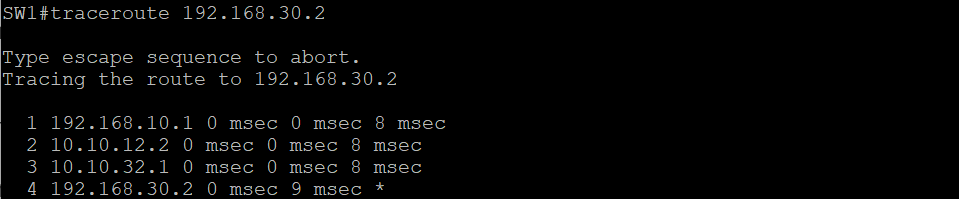 SW1#traceroute 192.168.30.2
Type escape sequence to abort.
Tracing the route to 192.168.30.2
1 192.168.10.1 0 msec 0 msec 8 msec
2 10.10.12.2 0 msec 0 msec 8 msec
3 10.10.32.1 0 msec 0 msec 8 msec
4 192.168.30.2 0 msec 9 msec *